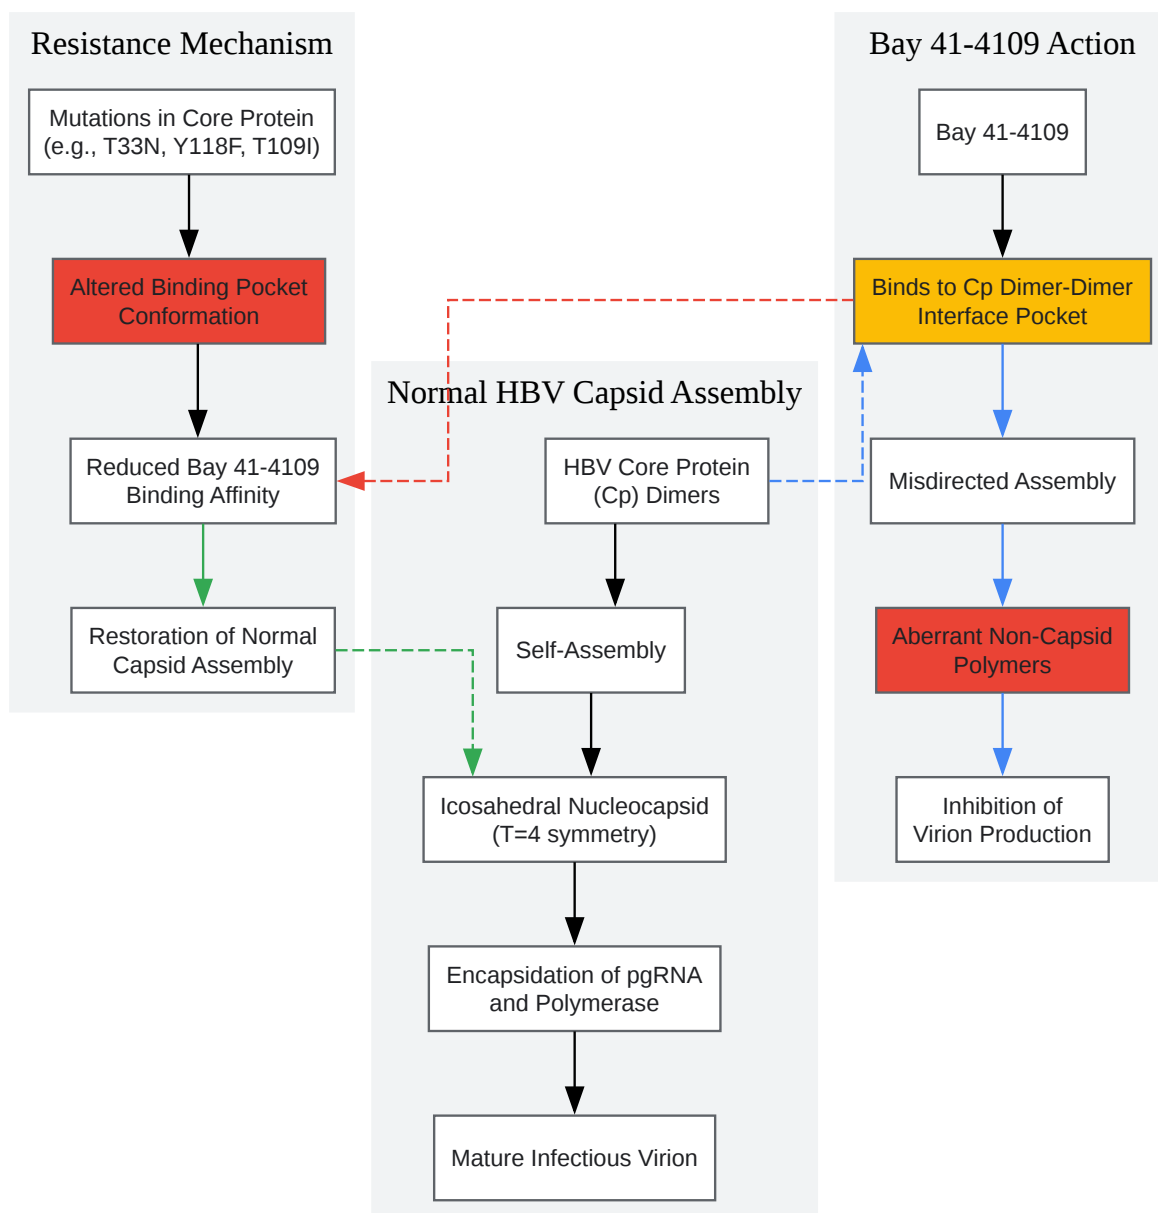 Resistance Mechanism
Mutations in Core Protein
(e.g., T33N, Y118F, T109I)
Altered Binding Pocket
Conformation
Reduced Bay 41-4109
Binding Affinity
Restoration of Normal
Capsid Assembly
Normal HBV Capsid Assembly
HBV Core Protein
(Cp) Dimers
Self-Assembly
Icosahedral Nucleocapsid
(T=4 symmetry)
Encapsidation of pgRNA
and Polymerase
Mature Infectious Virion
Bay 41-4109 Action
Bay 41-4109
Binds to Cp Dimer-Dimer
Interface Pocket
Misdirected Assembly
Aberrant Non-Capsid
Polymers
Inhibition of
Virion Production